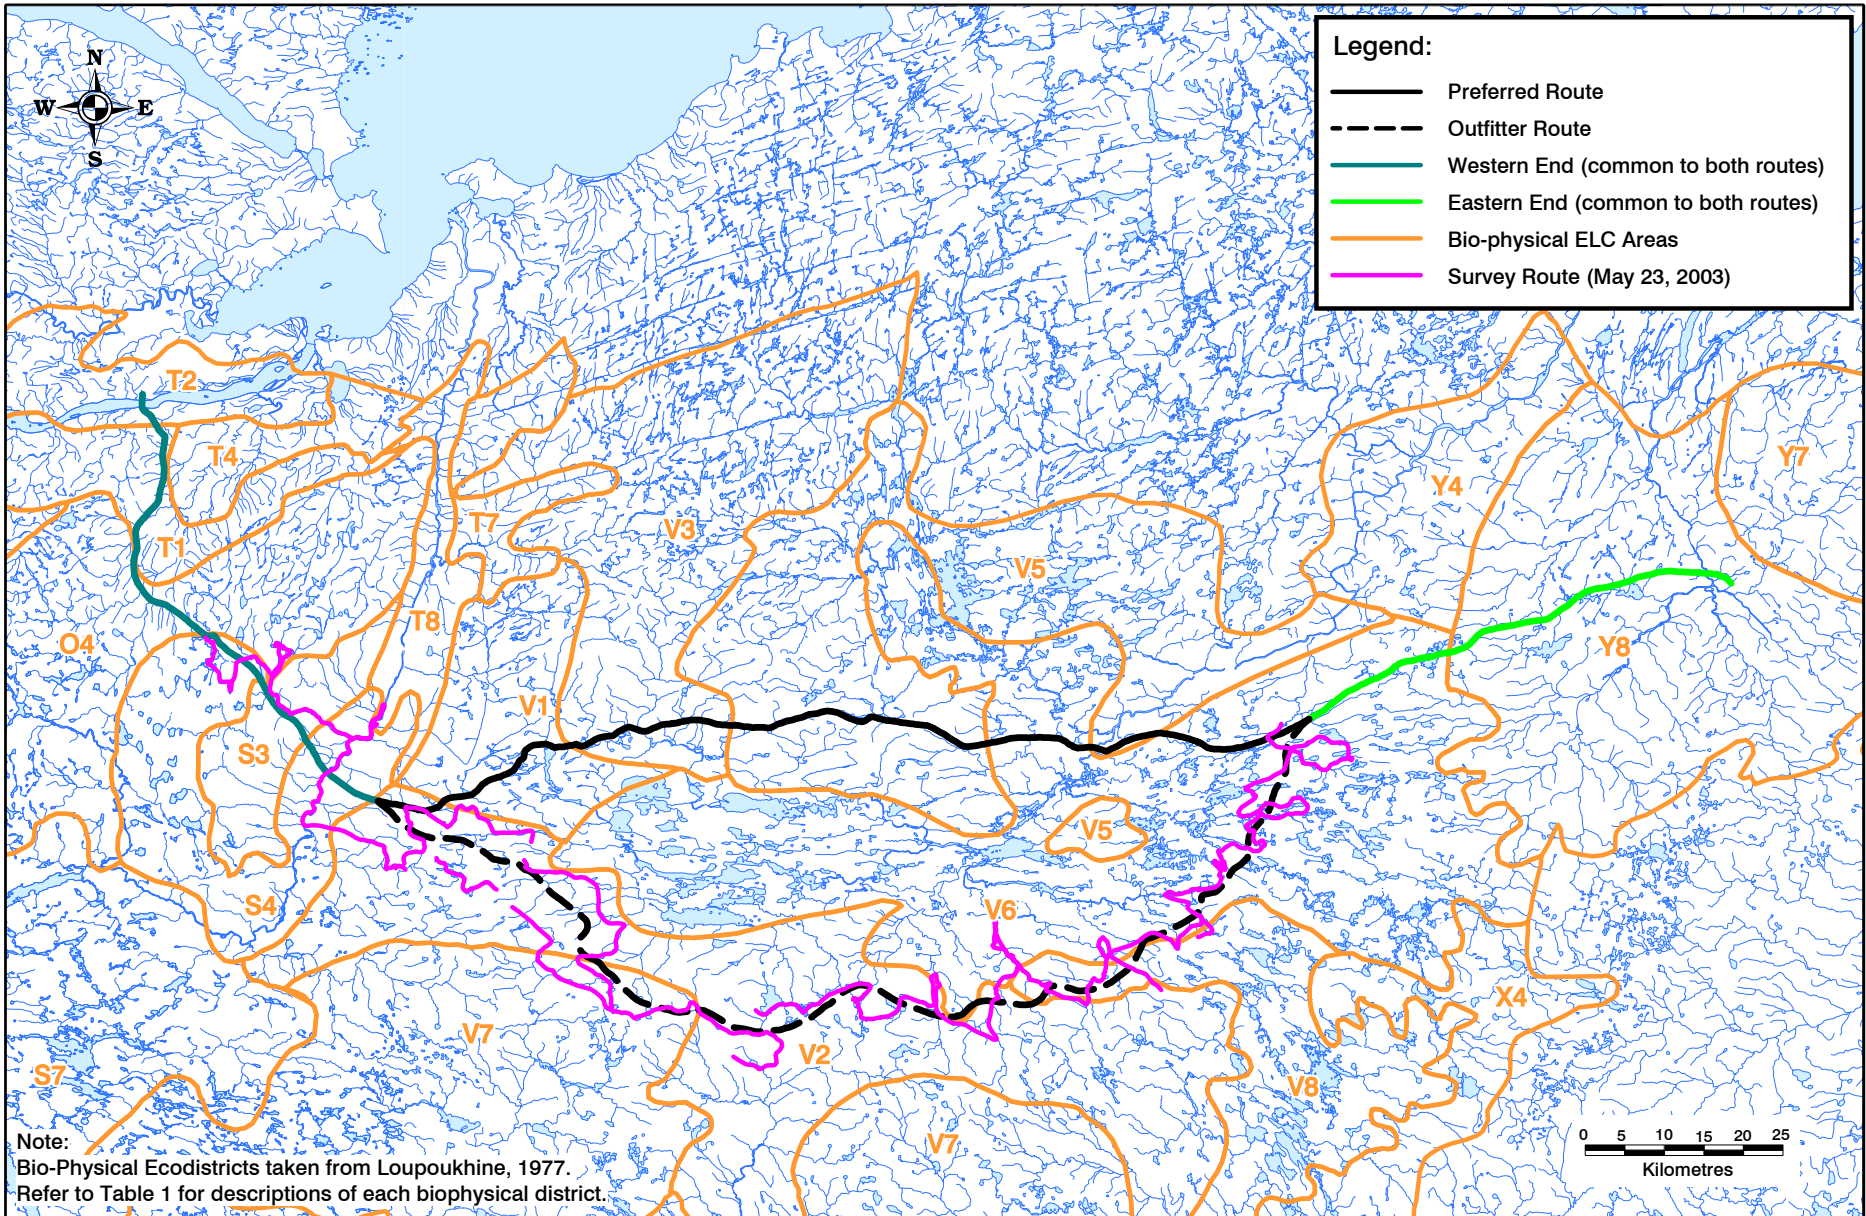 N
W E
S
Legend:
Preferred Route
Outfitter Route
Western End (common to both routes)
Eastern End (common to both routes)
Bio-physical ELC Areas
Survey Route (May 23, 2003)
T2
T4
Y7
Y4
T7
V3
T1
V5
T8
O4
Y8
V1
S3
V5
S4
V6
X4
V7
V2
S7
V8
V7
0 5 10 15 20 25
Kilometres
Note:
Bio-Physical Ecodistricts taken from Loupoukhine, 1977.
Refer to Table 1 for descriptions of each biophysical district.